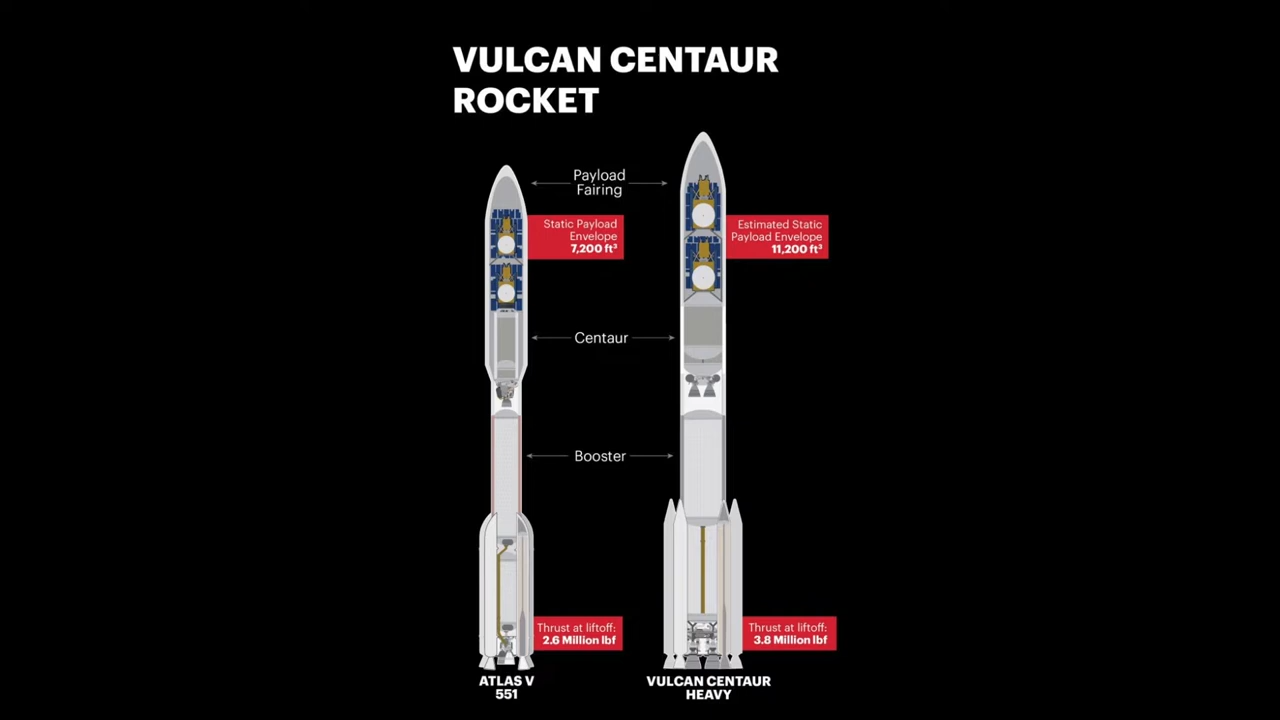 VULCAN CENTAUR
ROCKET
Payload
Fairing
Static Payload
Envelope
7,200 ft³
Estimated Static
Payload Envelope
11,200 ft³
Centaur
Booster
Thrust at liftoff:
2.6 Million lbf
Thrust at liftoff:
3.8 Million lbf
ATLAS V
551
VULCAN CENTAUR
HEAVY